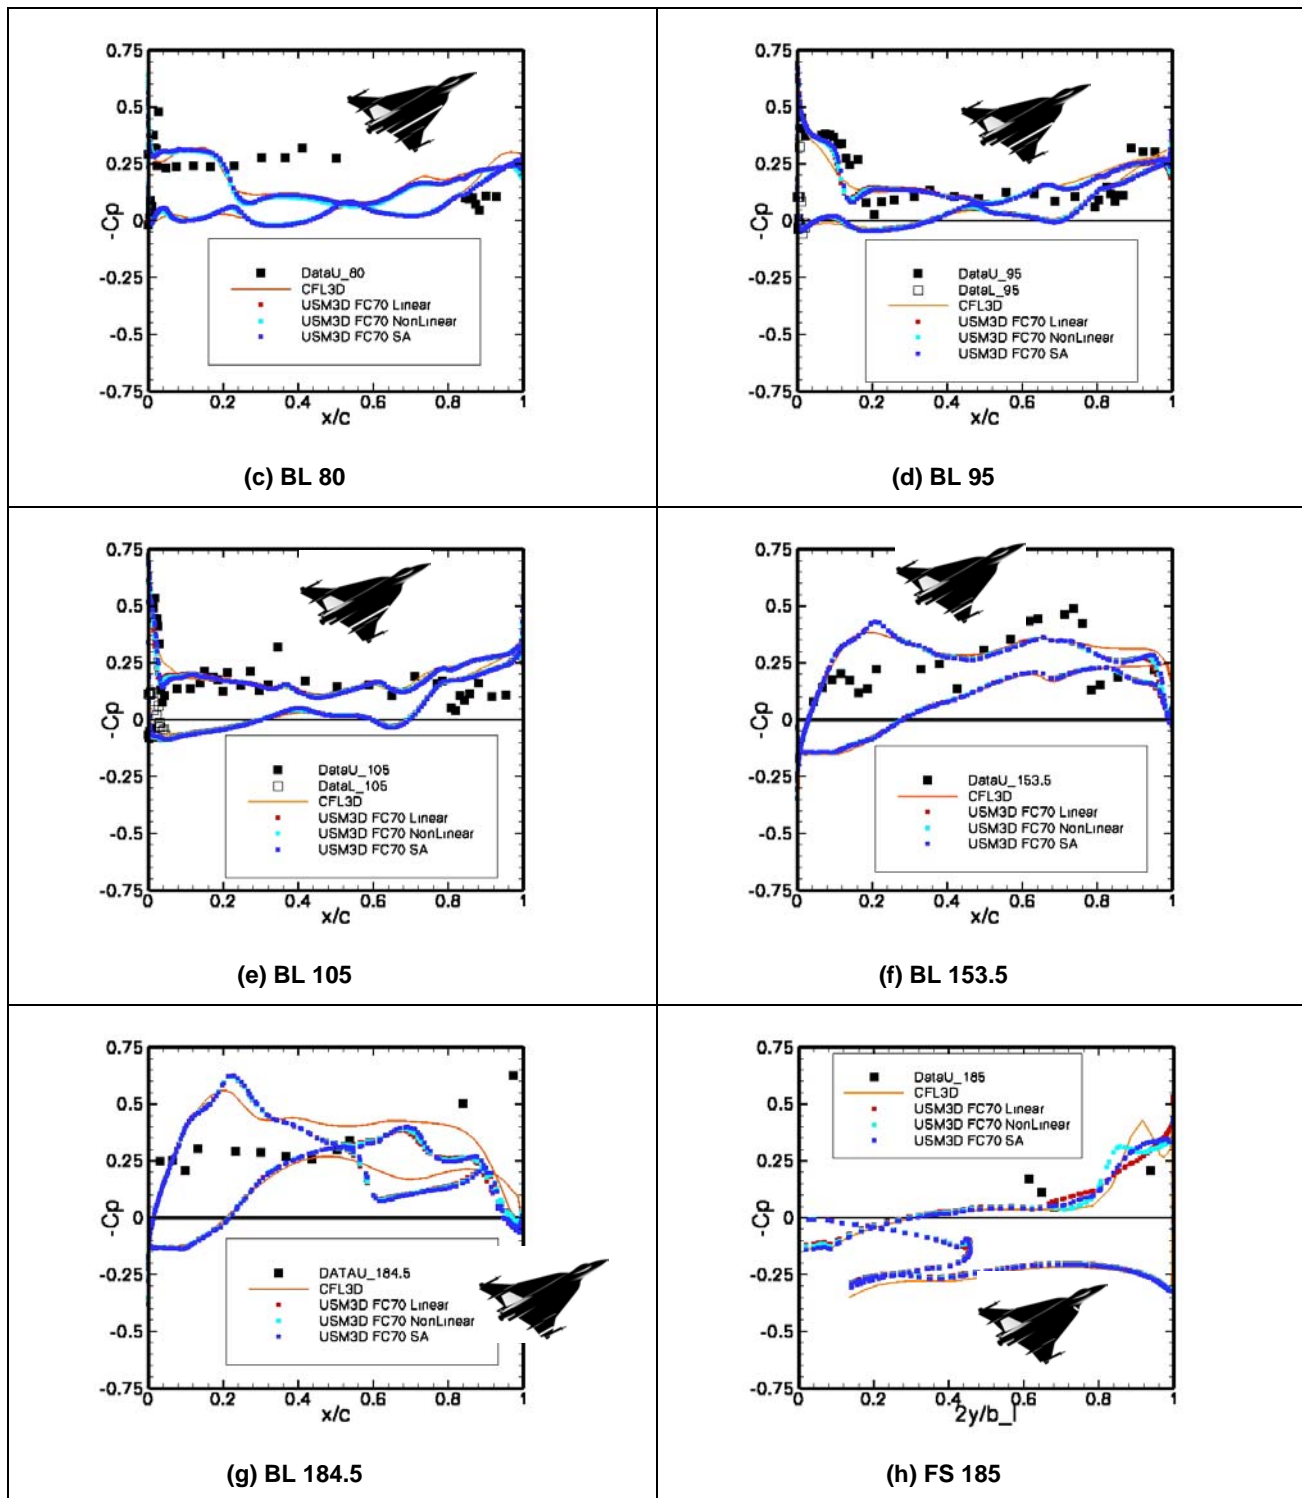 0.75
0.5
0.25
0
-0.25
-0.5
-0.75
-Cp
DataU_80
CFL3D
USM3D FC70 Linear
USM3D FC70 NonLinear
USM3D FC70 SA
0 0.2 0.4 0.6 0.8 1
x/c
(c) BL 80
0.75
0.5
0.25
0
-0.25
-0.5
-0.75
-Cp
DataU_95
DataL_95
CFL3D
USM3D FC70 Linear
USM3D FC70 NonLinear
USM3D FC70 SA
0 0.2 0.4 0.6 0.8 1
x/c
(d) BL 95
0.75
0.5
0.25
0
-0.25
-0.5
-0.75
-Cp
DataU_105
DataL_105
CFL3D
USM3D FC70 Linear
USM3D FC70 NonLinear
USM3D FC70 SA
0 0.2 0.4 0.6 0.8 1
x/c
(e) BL 105
0.75
0.5
0.25
0
-0.25
-0.5
-0.75
-Cp
DataU_153.5
CFL3D
USM3D FC70 Linear
USM3D FC70 NonLinear
USM3D FC70 SA
0 0.2 0.4 0.6 0.8 1
x/c
(f) BL 153.5
0.75
0.5
0.25
0
-0.25
-0.5
-0.75
-Cp
DATAU_184.5
CFL3D
USM3D FC70 Linear
USM3D FC70 NonLinear
USM3D FC70 SA
0 0.2 0.4 0.6 0.8 1
x/c
(g) BL 184.5
0.75
0.5
0.25
0
-0.25
-0.5
-0.75
-Cp
DataU_185
CFL3D
USM3D FC70 Linear
USM3D FC70 NonLinear
USM3D FC70 SA
0 0.2 0.4 0.6 0.8 1
2y/b_l
(h) FS 185